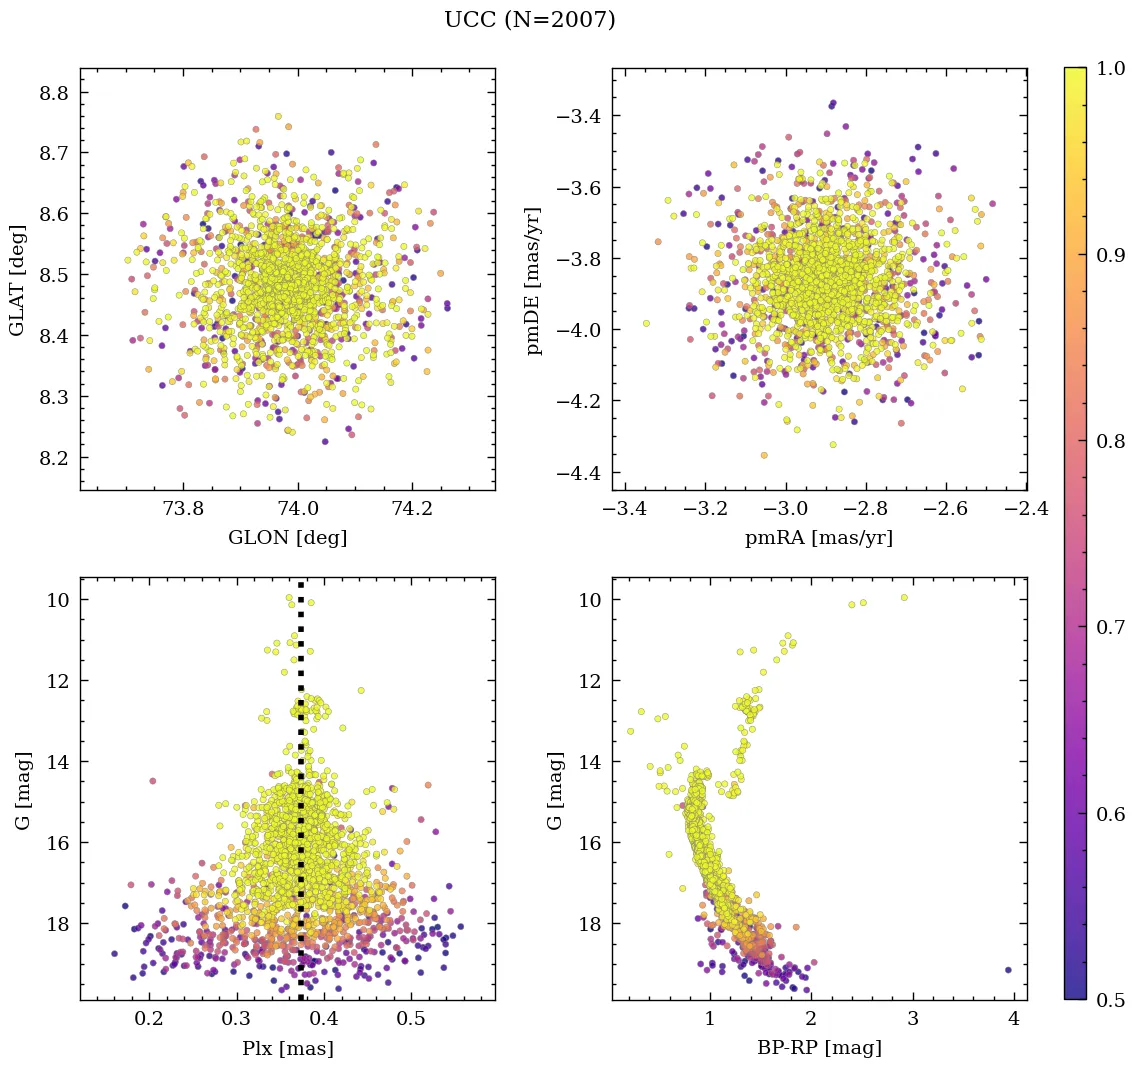 UCC (N=2007)
8.8
8.7
8.6
8.5
8.4
8.3
8.2
GLAT [deg]
73.8 74.0 74.2
GLON [deg]
−3.4
−3.6
−3.8
−4.0
−4.2
−4.4
pmDE [mas/yr]
−3.4 −3.2 −3.0 −2.8 −2.6 −2.4
pmRA [mas/yr]
10
12
14
16
18
G [mag]
0.2 0.3 0.4 0.5
Plx [mas]
10
12
14
16
18
G [mag]
1 2 3 4
BP-RP [mag]
1.0
0.9
0.8
0.7
0.6
0.5